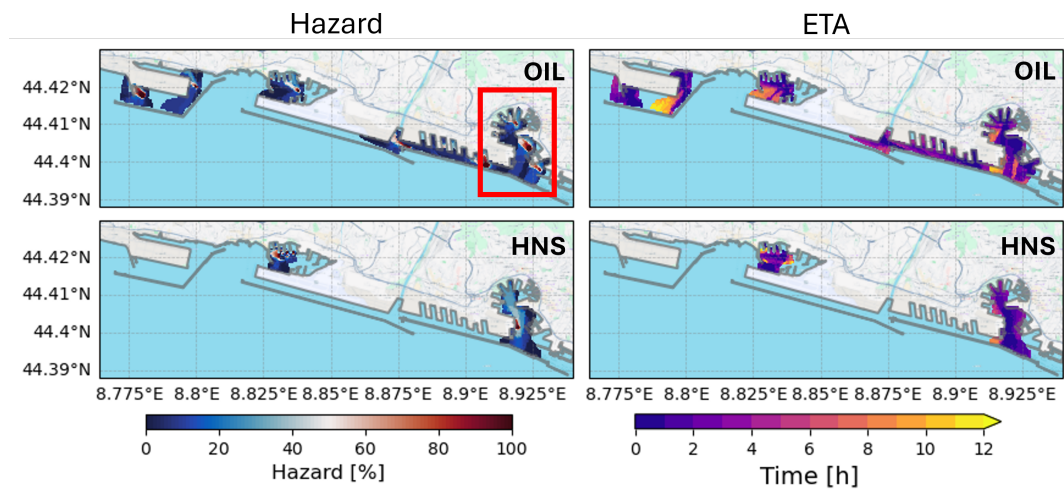 Hazard
ETA
OIL
OIL
44.42°N
44.41°N
44.4°N
44.39°N
HNS
HNS
44.42°N
44.41°N
44.4°N
44.39°N
8.775°E 8.8°E 8.825°E 8.85°E 8.875°E 8.9°E 8.925°E
8.775°E 8.8°E 8.825°E 8.85°E 8.875°E 8.9°E 8.925°E
0 20 40 60 80 100
Hazard [%]
0 2 4 6 8 10 12
Time [h]